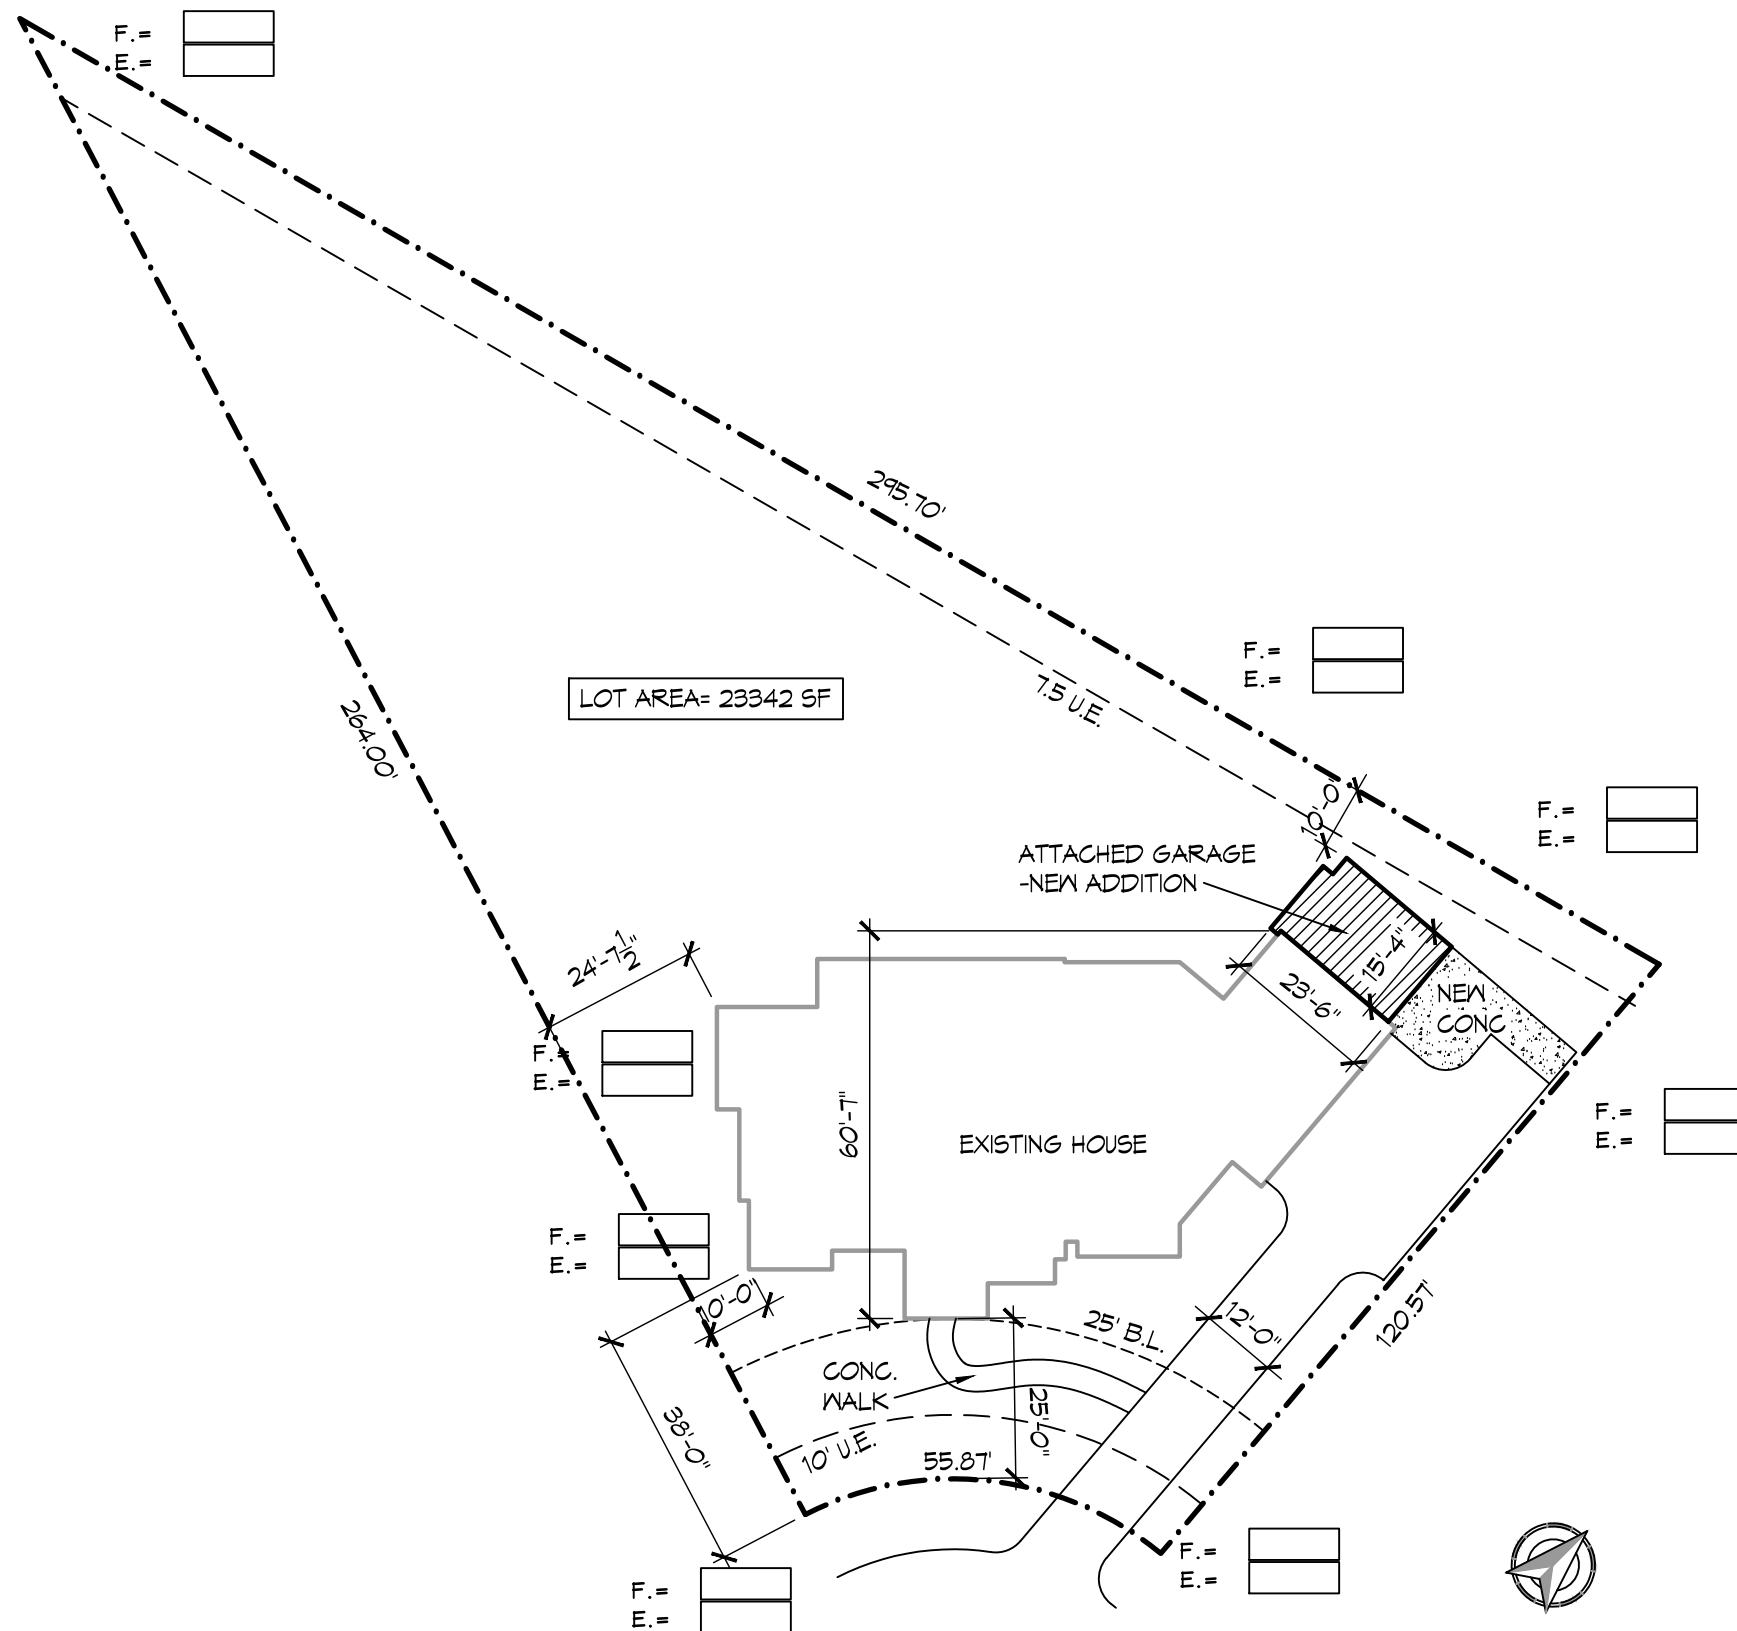 F.=
E.=
295.70'
F.=
E.=
LOT AREA= 23342 SF
7.5 U.E.
264.00'
10'-0"
F.=
E.=
ATTACHED GARAGE
-NEW ADDITION
15'-4"
24'-7 1/2"
23'-6"
NEW
CONC
F.=
E.=
60'-7"
EXISTING HOUSE
F.=
E.=
F.=
E.=
10'-0"
25' B.L.
12'-0"
120.57'
CONC.
WALK
25'-0"
38'-0"
10' U.E.
55.87'
F.=
E.=
F.=
E.=